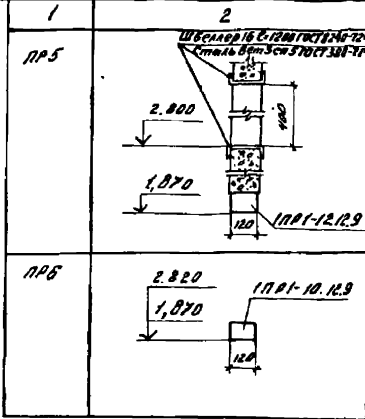 1 2
ПР5
Швеллер 16 ℓ=1200 ГОСТ 8240-72
Сталь Вст3сп5 ГОСТ 380-71
2.800
400
1,870
1ПР1-12.12.9
120
ПР6
2.820
1,870
1ПР1-10.12.9
120